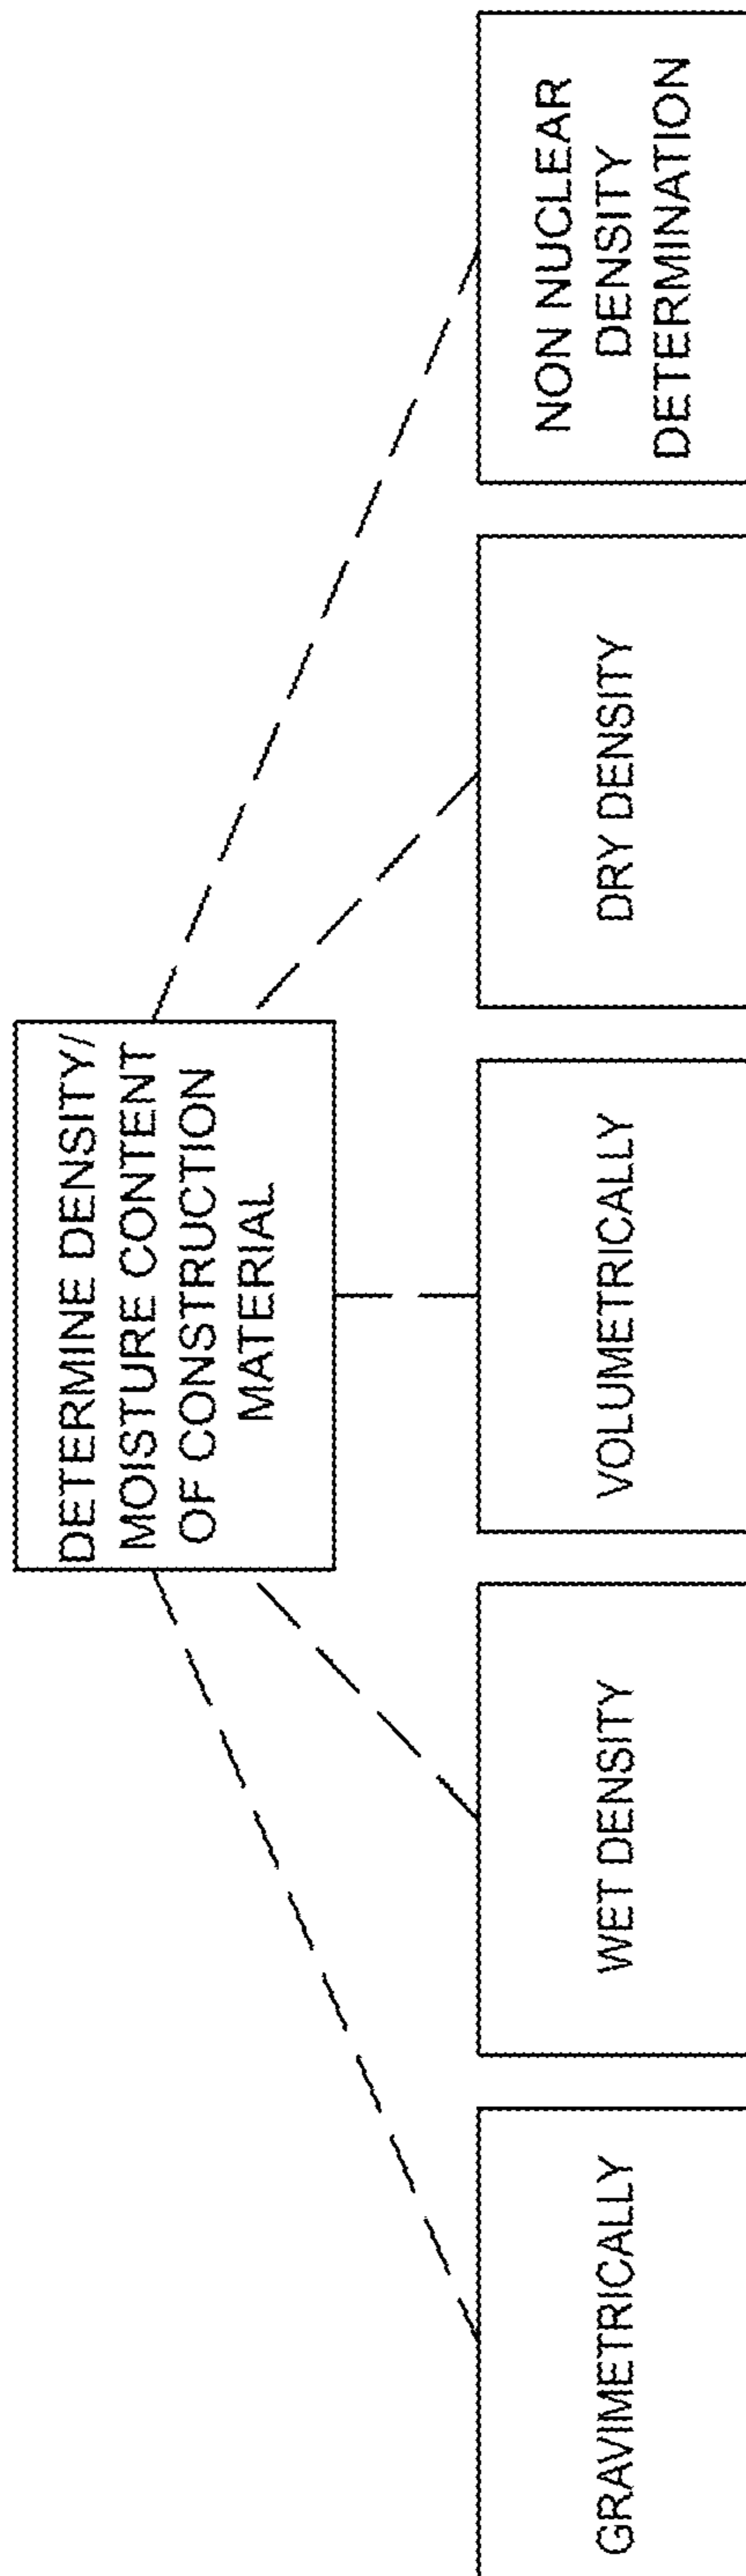 DETERMINE DENSITY/
MOISTURE CONTENT
OF CONSTRUCTION
MATERIAL
GRAVIMETRICALLY
WET DENSITY
VOLUMETRICALLY
DRY DENSITY
NON NUCLEAR
DENSITY
DETERMINATION